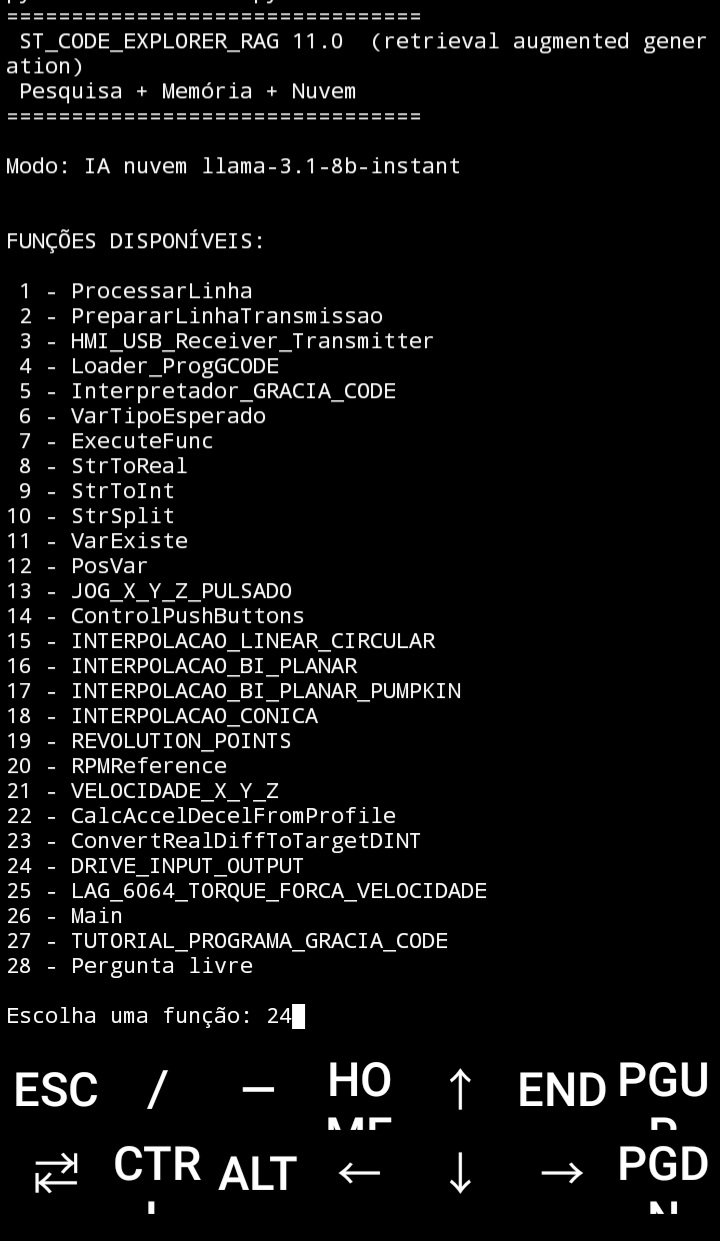 ===============================
ST_CODE_EXPLORER_RAG 11.0  (retrieval augmented gener
ation)
Pesquisa + Memória + Nuvem
===============================
Modo: IA nuvem llama-3.1-8b-instant
FUNÇÕES DISPONÍVEIS:
1 - ProcessarLinha
2 - PrepararLinhaTransmissao
3 - HMI_USB_Receiver_Transmitter
4 - Loader_ProgGCODE
5 - Interpretador_GRACIA_CODE
6 - VarTipoEsperado
7 - ExecuteFunc
8 - StrToReal
9 - StrToInt
10 - StrSplit
11 - VarExiste
12 - PosVar
13 - JOG_X_Y_Z_PULSADO
14 - ControlPushButtons
15 - INTERPOLACAO_LINEAR_CIRCULAR
16 - INTERPOLACAO_BI_PLANAR
17 - INTERPOLACAO_BI_PLANAR_PUMPKIN
18 - INTERPOLACAO_CONICA
19 - REVOLUTION_POINTS
20 - RPMReference
21 - VELOCIDADE_X_Y_Z
22 - CalcAccelDecelFromProfile
23 - ConvertRealDiffToTargetDINT
24 - DRIVE_INPUT_OUTPUT
25 - LAG_6064_TORQUE_FORCA_VELOCIDADE
26 - Main
27 - TUTORIAL_PROGRAMA_GRACIA_CODE
28 - Pergunta livre
Escolha uma função: 24
ESC / — HOME ↑ END PGUP
⇄ CTRL ALT ← ↓ → PGDN